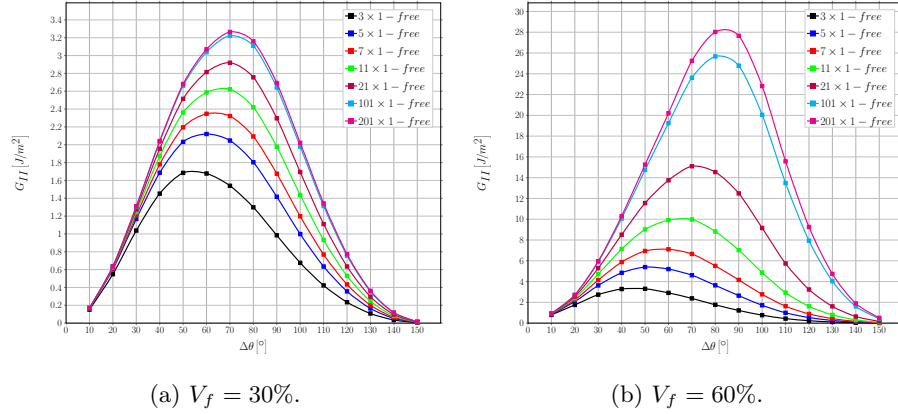 3.4
3.2
3
2.8
2.6
2.4
2.2
2
1.8
1.6
1.4
1.2
1
0.8
0.6
0.4
0.2
0
G_{II} [J/m^2]
10 20 30 40 50 60 70 80 90 100 110 120 130 140 150
Δθ [°]
3 × 1 − free
5 × 1 − free
7 × 1 − free
11 × 1 − free
21 × 1 − free
101 × 1 − free
201 × 1 − free
(a) V_f = 30%.
30
28
26
24
22
20
18
16
14
12
10
8
6
4
2
0
G_{II} [J/m^2]
10 20 30 40 50 60 70 80 90 100 110 120 130 140 150
Δθ [°]
3 × 1 − free
5 × 1 − free
7 × 1 − free
11 × 1 − free
21 × 1 − free
101 × 1 − free
201 × 1 − free
(b) V_f = 60%.